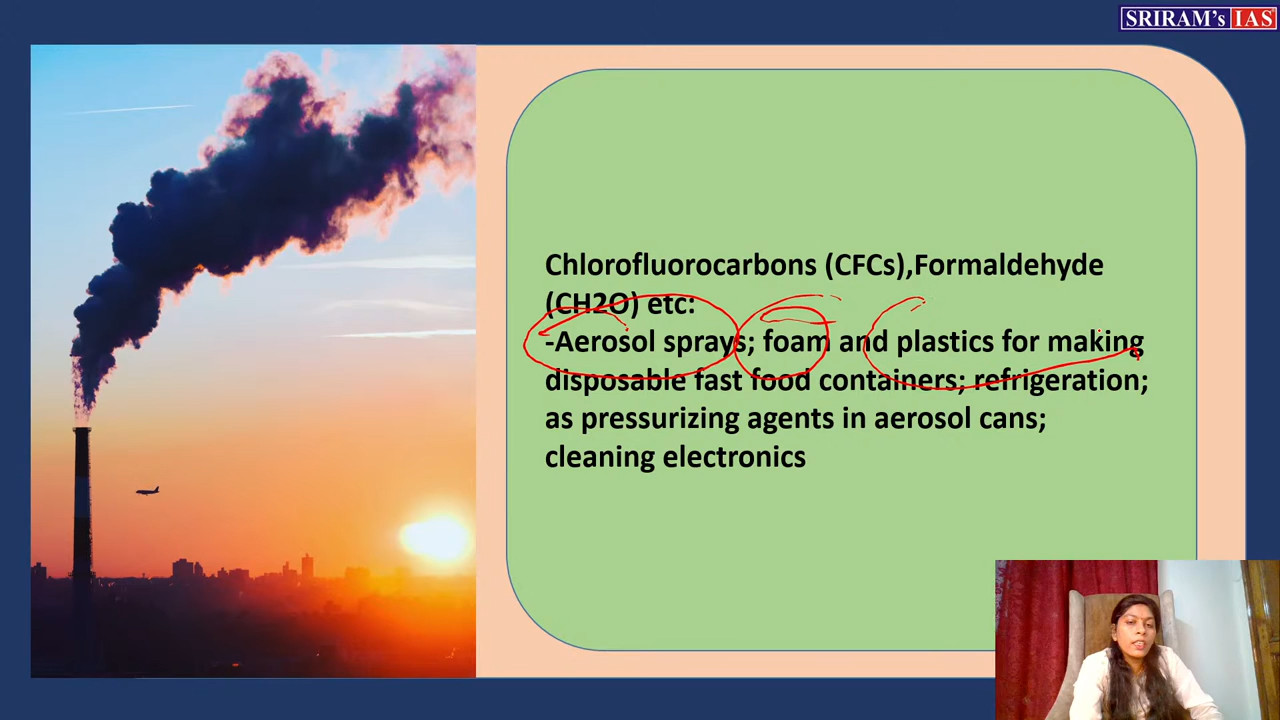 SRIRAM's IAS
Chlorofluorocarbons (CFCs),Formaldehyde
(CH2O) etc:
-Aerosol sprays; foam and plastics for making
disposable fast food containers; refrigeration;
as pressurizing agents in aerosol cans;
cleaning electronics